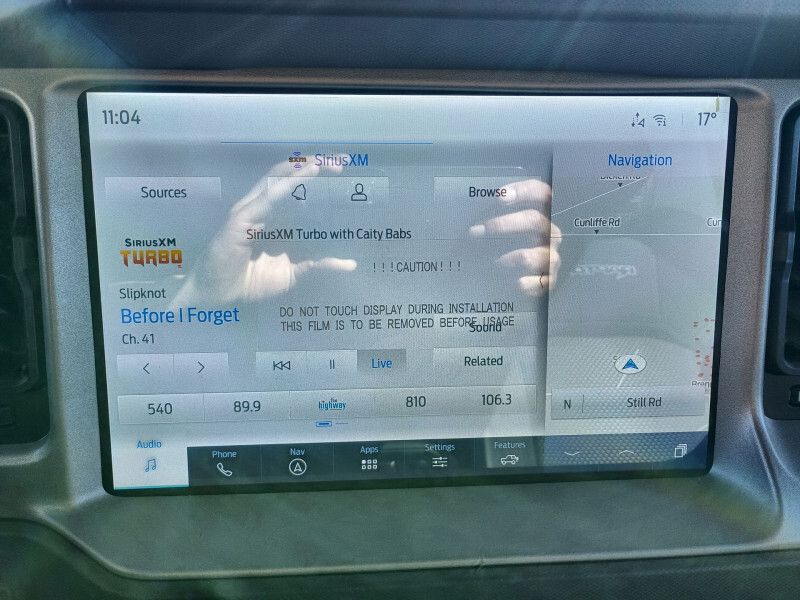 11:04
17°
SiriusXM
Navigation
Sources
Browse
Cunliffe Rd
SiriusXM Turbo with Caity Babs
SIRIUSXM
TURBO
!!!CAUTION!!!
Slipknot
Before I Forget
DO NOT TOUCH DISPLAY DURING INSTALLATION
THIS FILM IS TO BE REMOVED BEFORE USAGE
Sound
Ch. 41
Live
Related
N
Still Rd
540
89.9
the
highway
810
106.3
Audio
Phone
Nav
Apps
Settings
Features